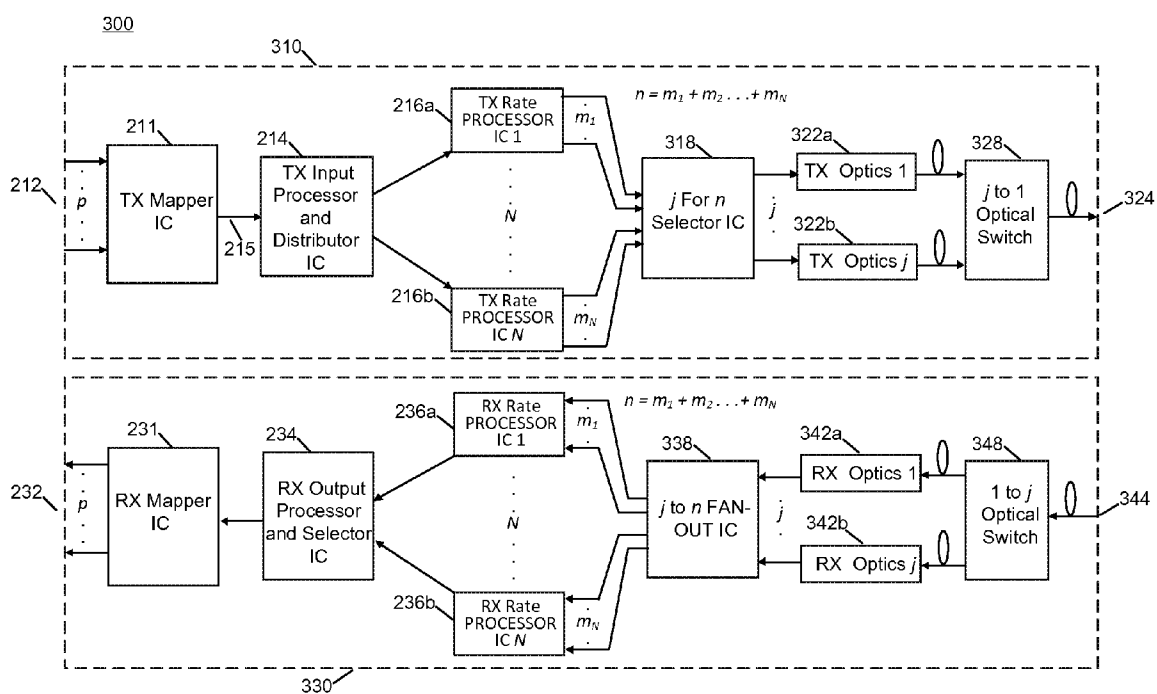 300
310
216a
TX Rate
PROCESSOR
IC 1
m1
n = m1 + m2 . . .+ mN
211
TX Mapper
IC
212
p
215
214
TX Input
Processor
and
Distributor
IC
N
318
j For n
Selector IC
j
322a
TX Optics 1
322b
TX Optics j
328
j to 1
Optical
Switch
324
216b
TX Rate
PROCESSOR
IC N
mN
236a
RX Rate
PROCESSOR
IC 1
m1
n = m1 + m2 . . .+ mN
231
RX Mapper
IC
232
p
234
RX Output
Processor
and Selector
IC
N
338
j to n FAN-
OUT IC
j
342a
RX Optics 1
342b
RX Optics j
348
1 to j
Optical
Switch
344
236b
RX Rate
PROCESSOR
IC N
mN
330